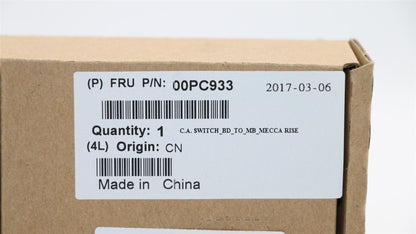 (P) FRU P/N: 00PC933 2017-03-06
Quantity: 1 C.A. SWITCH_BD_TO_MB_MECCA RISE
(4L) Origin: CN
Made in China